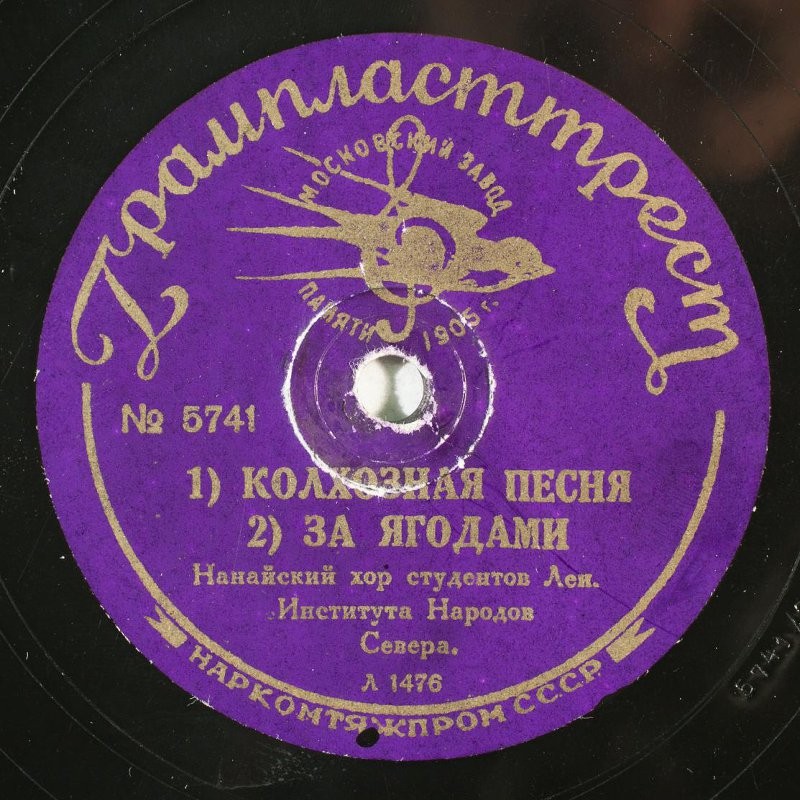 Грампласттрест
МОСКОВСКИЙ ЗАВОД
ПАМЯТИ 1905 г.
№ 5741
1) КОЛХОЗНАЯ ПЕСНЯ
2) ЗА ЯГОДАМИ
Нанайский хор студентов Лен.
Института Народов
Севера.
Л 1476
НАРКОМТЯЖПРОМ СССР